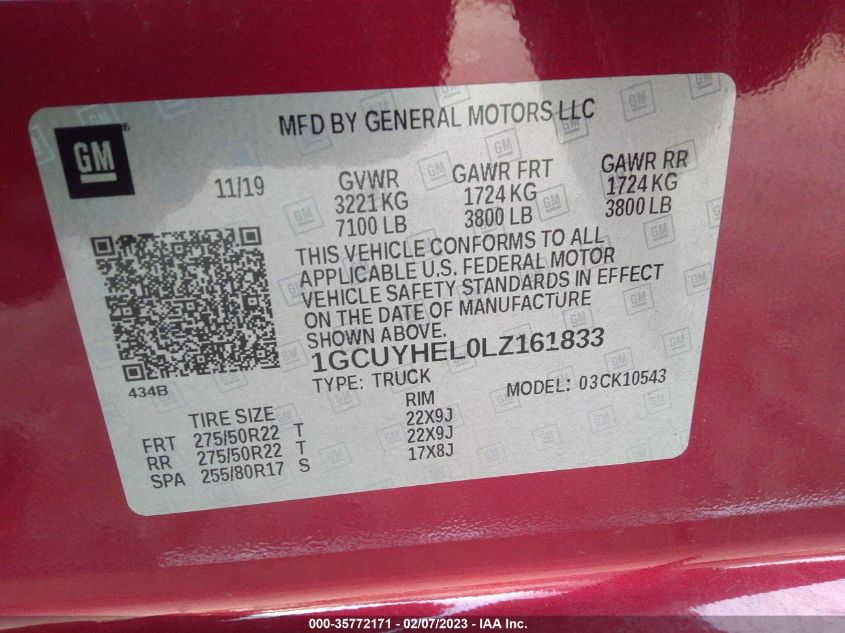 MFD BY GENERAL MOTORS LLC
GM
11/19 GVWR GAWR FRT GAWR RR
3221 KG 1724 KG 1724 KG
7100 LB 3800 LB 3800 LB
THIS VEHICLE CONFORMS TO ALL
APPLICABLE U.S. FEDERAL MOTOR
VEHICLE SAFETY STANDARDS IN EFFECT
ON THE DATE OF MANUFACTURE
SHOWN ABOVE.
1GCUYHEL0LZ161833
434B
TYPE: TRUCK MODEL: 03CK10543
TIRE SIZE RIM
FRT 275/50R22 T 22X9J
RR 275/50R22 T 22X9J
SPA 255/80R17 S 17X8J
000-35772171 - 02/07/2023 - IAA Inc.